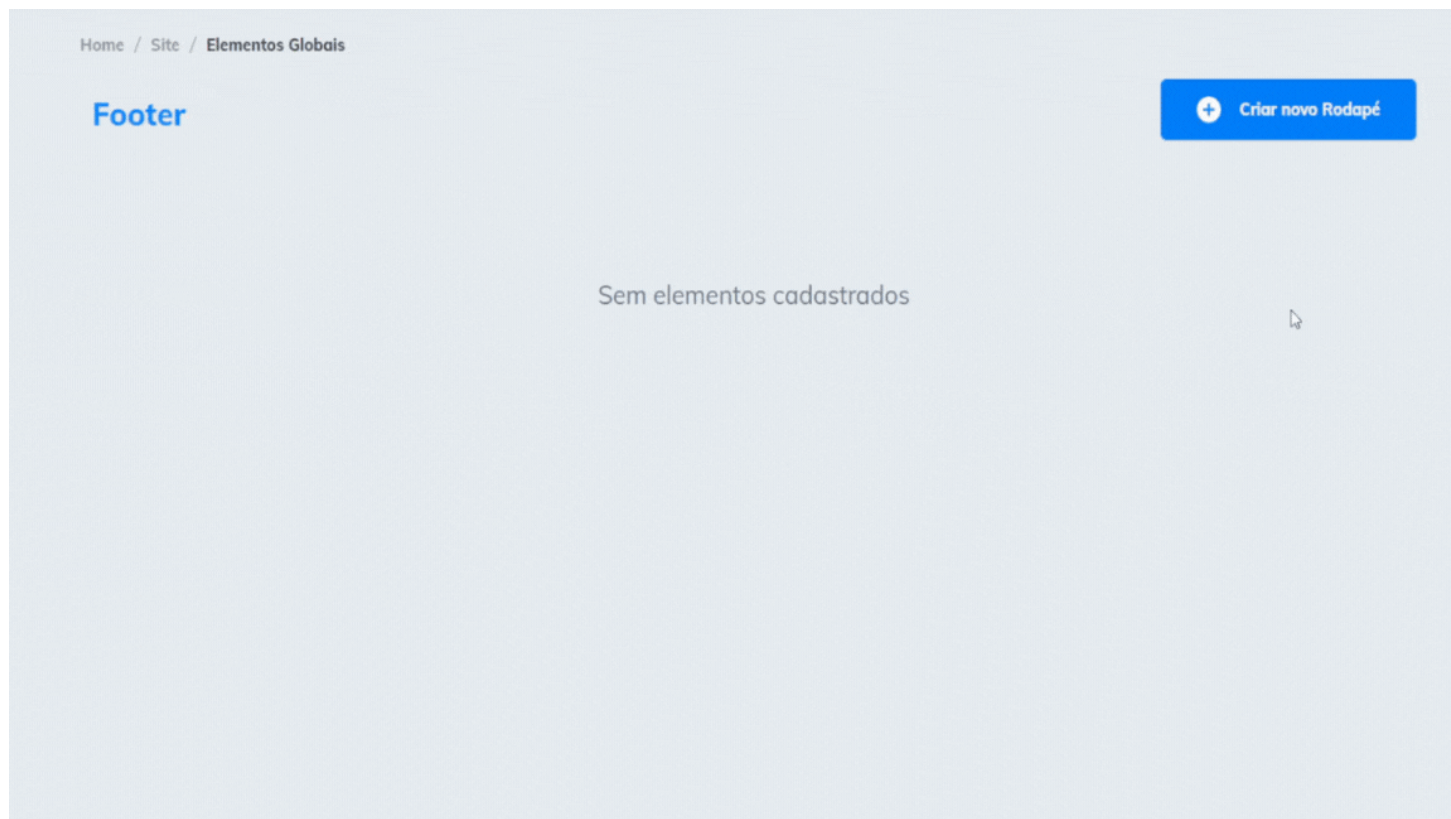 Home / Site / Elementos Globais
Footer
Criar novo Rodapé
Sem elementos cadastrados